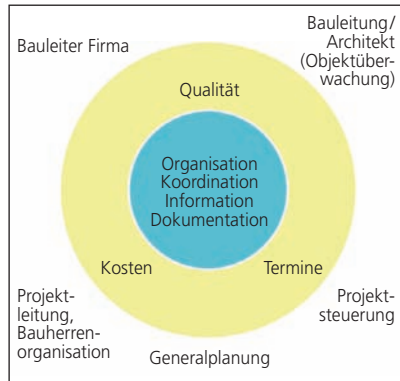 Bauleitung/
Architekt
(Objektüber-
wachung)
Bauleiter Firma
Qualität
Organisation
Koordination
Information
Dokumentation
Kosten
Termine
Projekt-
leitung,
Bauherren-
organisation
Projekt-
steuerung
Generalplanung